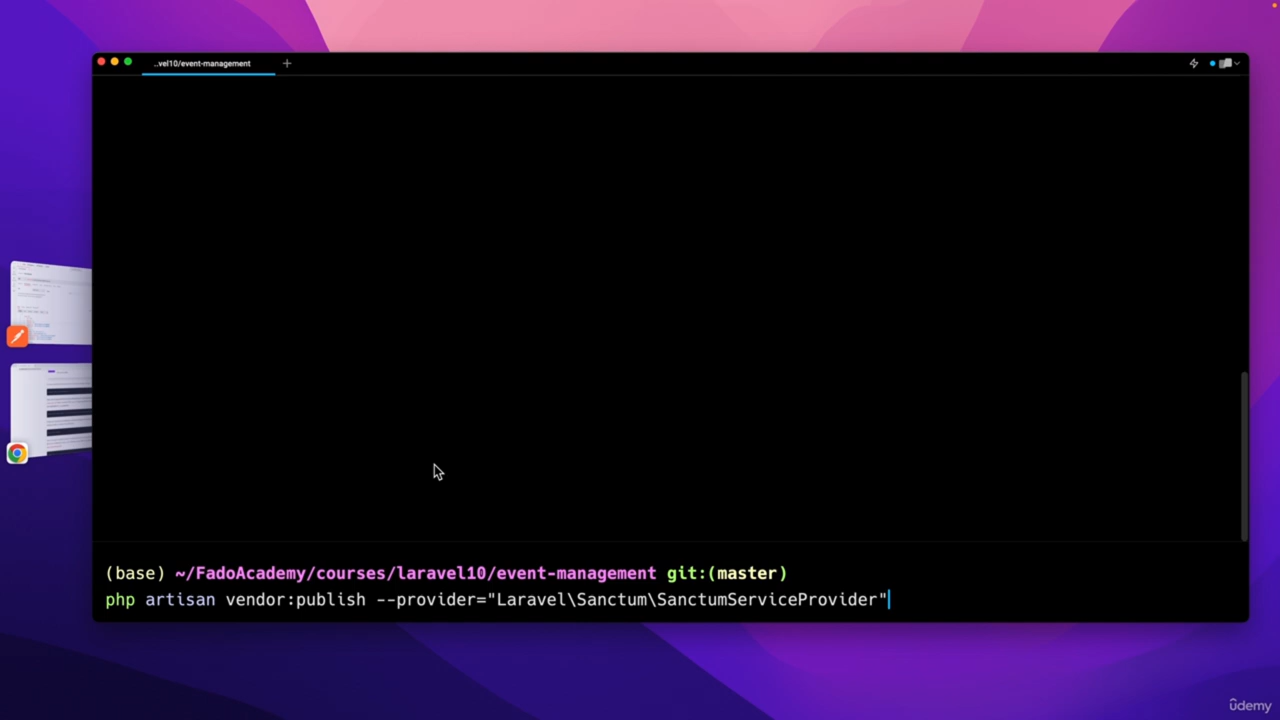 ..vel10/event-management
(base) ~/FadoAcademy/courses/laravel10/event-management git:(master)
php artisan vendor:publish --provider="Laravel\Sanctum\SanctumServiceProvider"
ûdemy